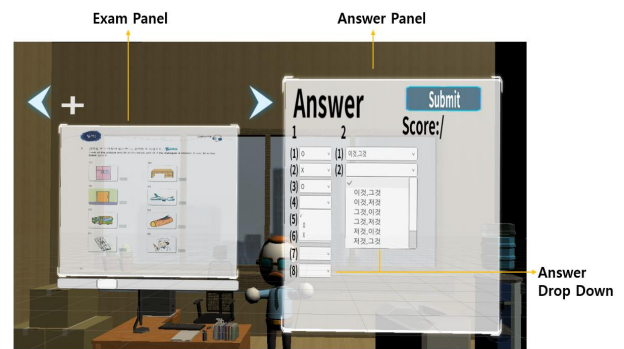 Exam Panel
Answer Panel
Answer
Submit
Score:/
1 2
(1) O (1) 이것,그것
(2) X (2)
(3) O
(4)
(5)
(6)
(7)
(8)
이것,그것
이것,저것
그것,이것
그것,저것
저것,이것
저것,그것
Answer
Drop Down